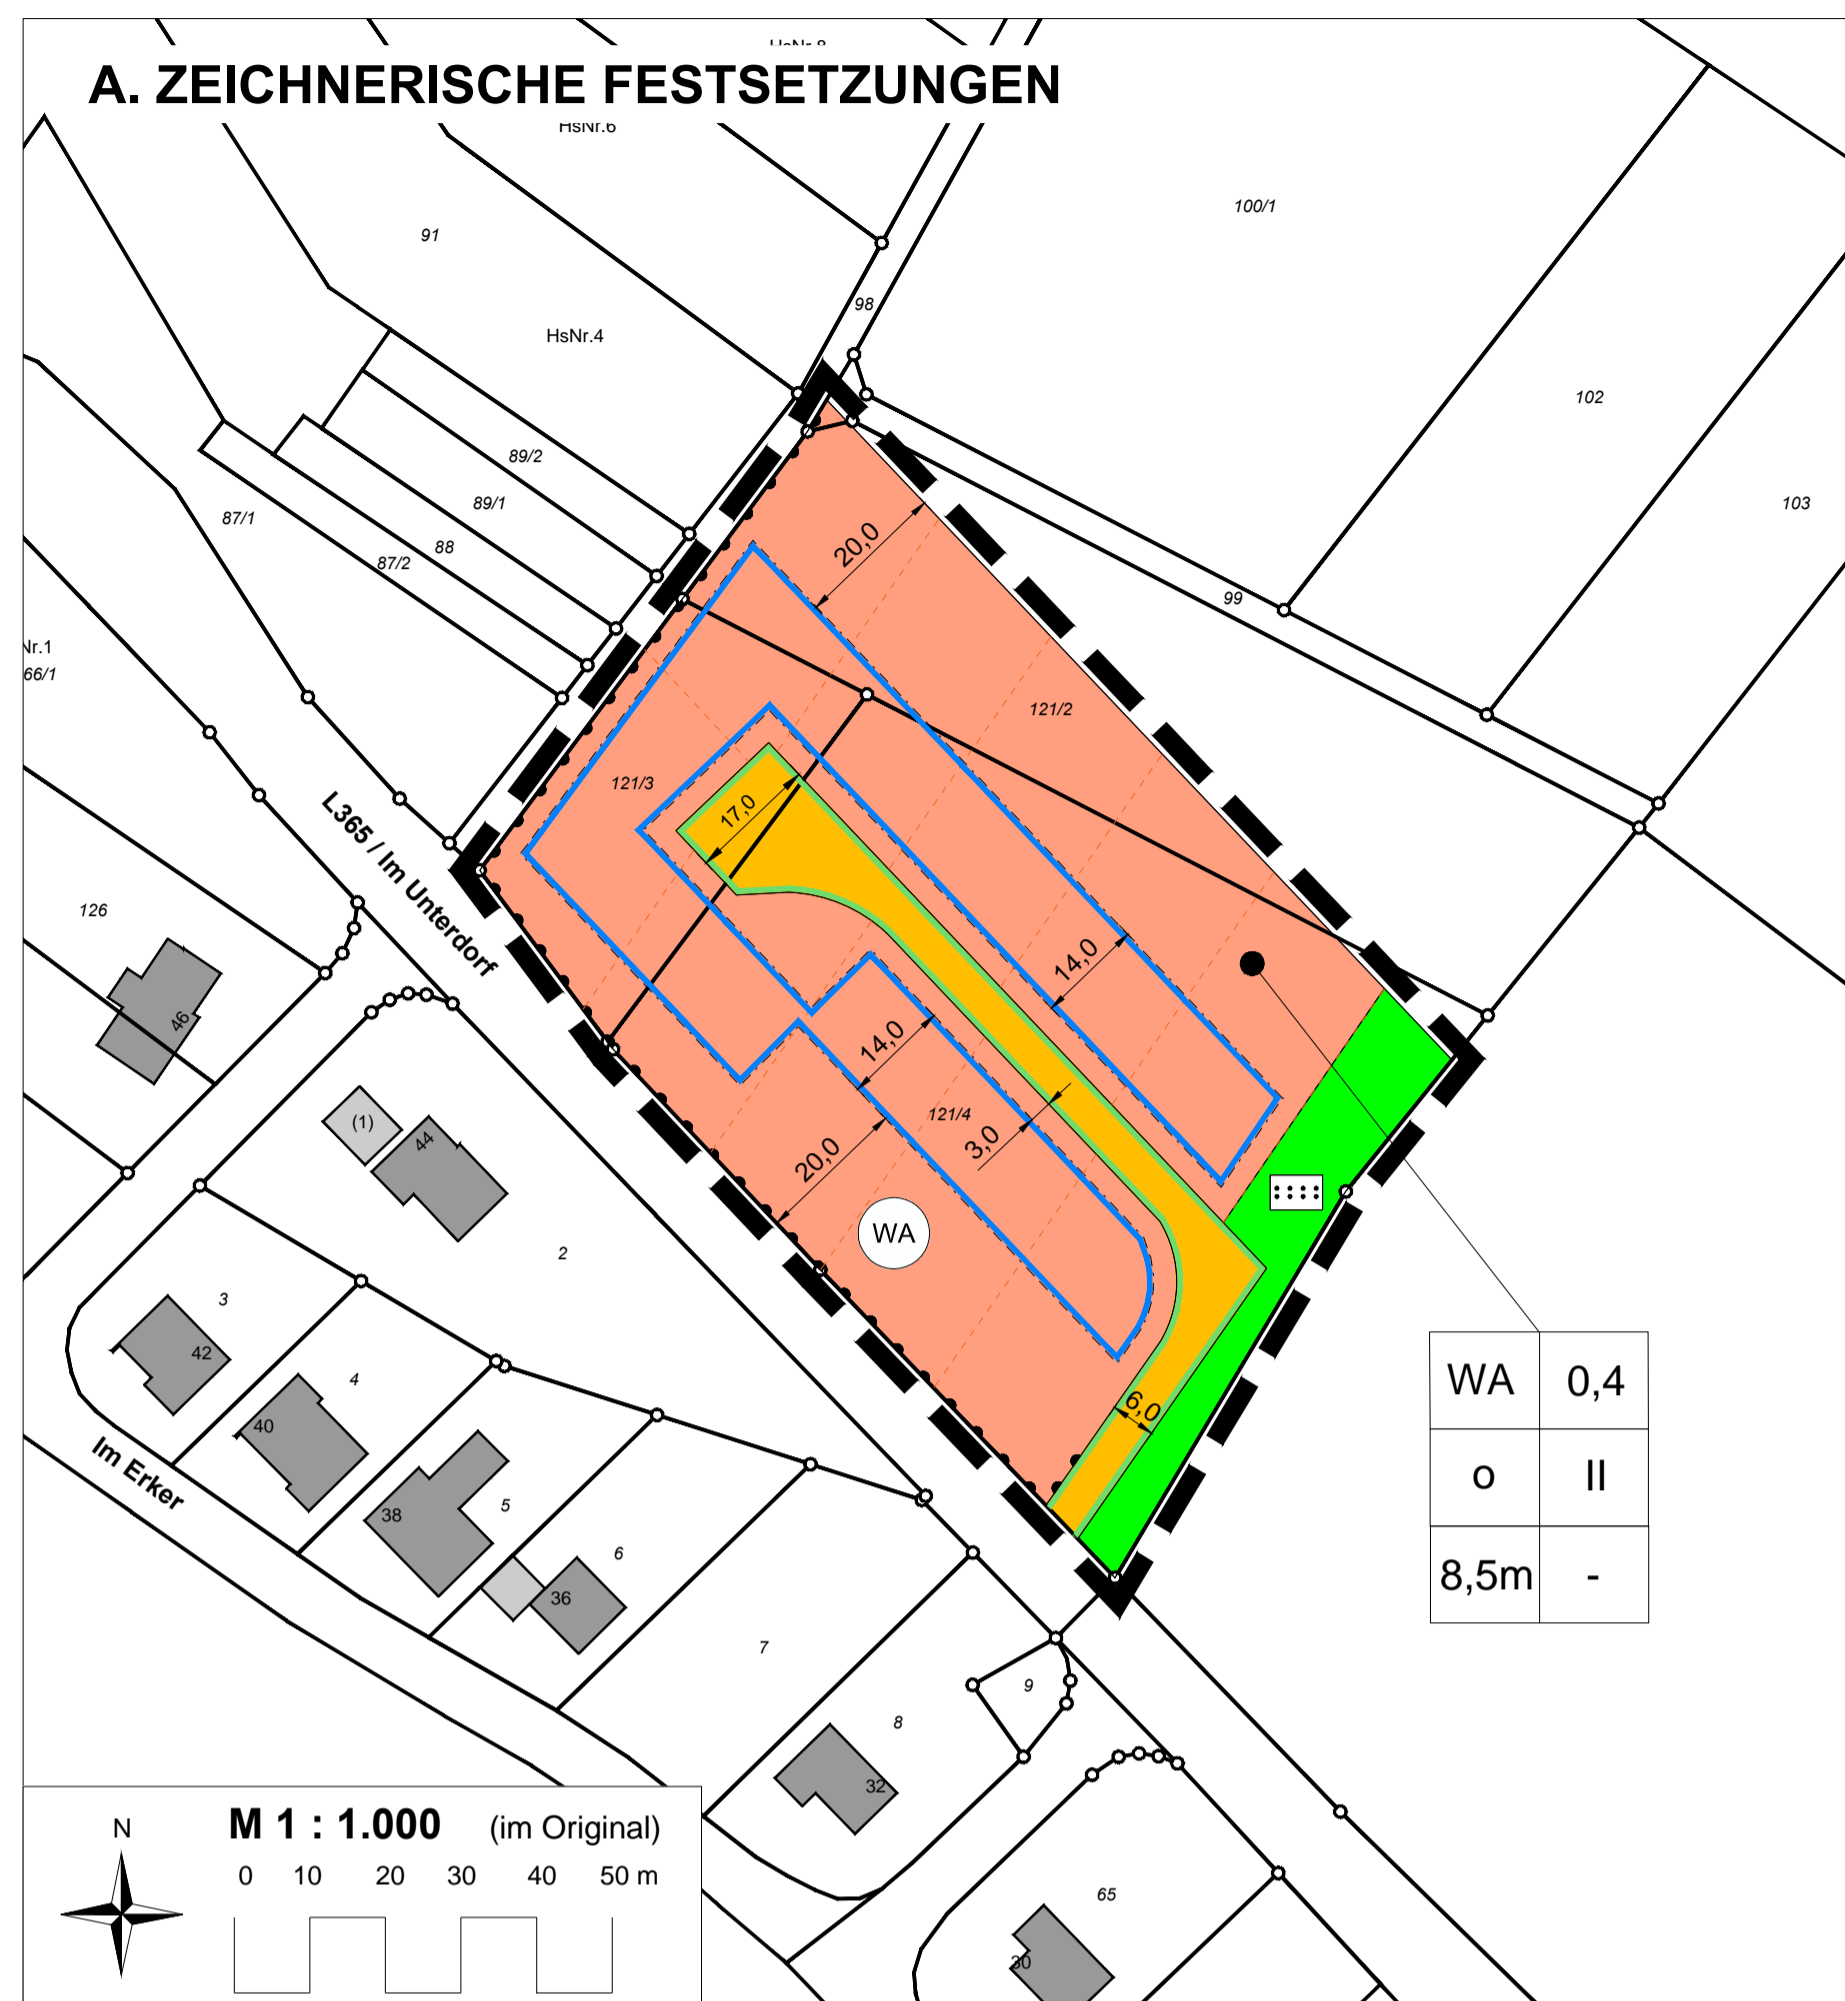 HsNr.8
A. ZEICHNERISCHE FESTSETZUNGEN
HsNr.6
100/1
91
98
HsNr.4
102
89/2
103
89/1
87/1
20,0
88
87/2
99
Nr.1
66/1
121/2
121/3
17,0
L365 / Im Unterdorf
126
14,0
46
14,0
(1)
44
121/4
3,0
20,0
WA
2
3
42
4
WA 0,4
6,0
40
Im Erker
o II
5
38
6
8,5m -
36
7
9
8
32
M 1 : 1.000 (im Original)
N
0 10 20 30 40 50 m
65
30